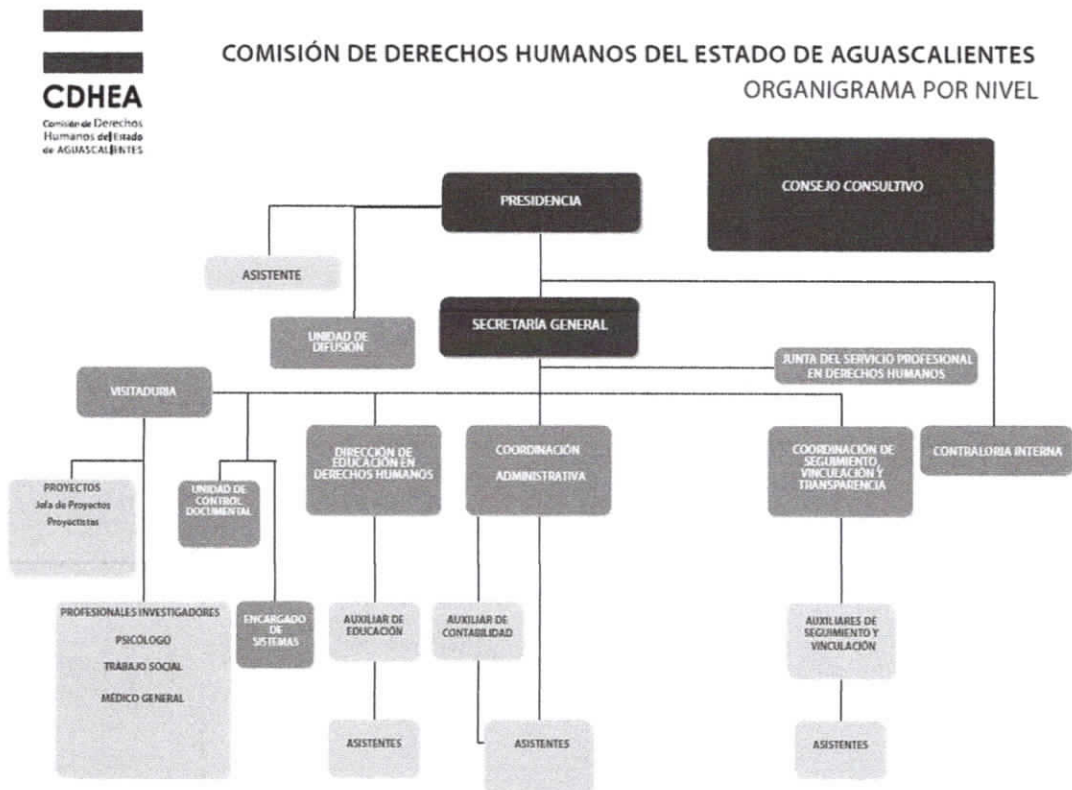 COMISIÓN DE DERECHOS HUMANOS DEL ESTADO DE AGUASCALIENTES
ORGANIGRAMA POR NIVEL
CDHEA
Comisión de Derechos
Humanos del Estado
de AGUASCALIENTES
CONSEJO CONSULTIVO
PRESIDENCIA
ASISTENTE
UNIDAD DE
DIFUSIÓN
SECRETARÍA GENERAL
JUNTA DEL SERVICIO PROFESIONAL
EN DERECHOS HUMANOS
VISITADURIA
DIRECCIÓN DE
EDUCACIÓN EN
DERECHOS HUMANOS
COORDINACIÓN
ADMINISTRATIVA
COORDINACIÓN DE
SEGUIMIENTO,
VINCULACIÓN Y
TRANSPARENCIA
CONTRALORIA INTERNA
PROYECTOS
Jefa de Proyectos
Proyectistas
UNIDAD DE
CONTROL
DOCUMENTAL
PROFESIONALES INVESTIGADORES
PSICÓLOGO
TRABAJO SOCIAL
MÉDICO GENERAL
ENCARGADO
DE
SISTEMAS
AUXILIAR DE
EDUCACIÓN
AUXILIAR DE
CONTABILIDAD
AUXILIARES DE
SEGUIMIENTO Y
VINCULACIÓN
ASISTENTES
ASISTENTES
ASISTENTES